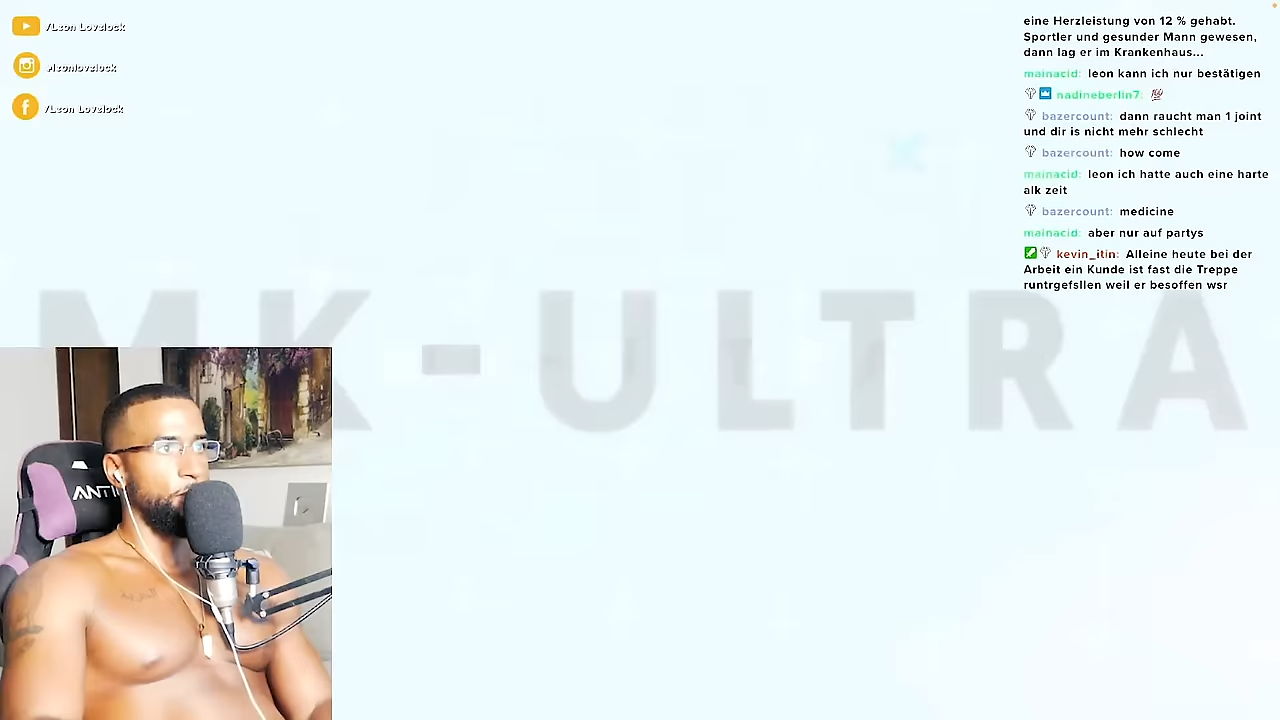 /Leon Lovelock
/leonlovelock
/Leon Lovelock
eine Herzleistung von 12 % gehabt.
Sportler und gesunder Mann gewesen,
dann lag er im Krankenhaus...
mainacid: leon kann ich nur bestätigen
nadineberlin7: 💯
bazercount: dann raucht man 1 joint
und dir is nicht mehr schlecht
bazercount: how come
mainacid: leon ich hatte auch eine harte
alk zeit
bazercount: medicine
mainacid: aber nur auf partys
kevin_itin: Alleine heute bei der
Arbeit ein Kunde ist fast die Treppe
runtrgefsllen weil er besoffen wsr
MK-ULTRA
ANTI